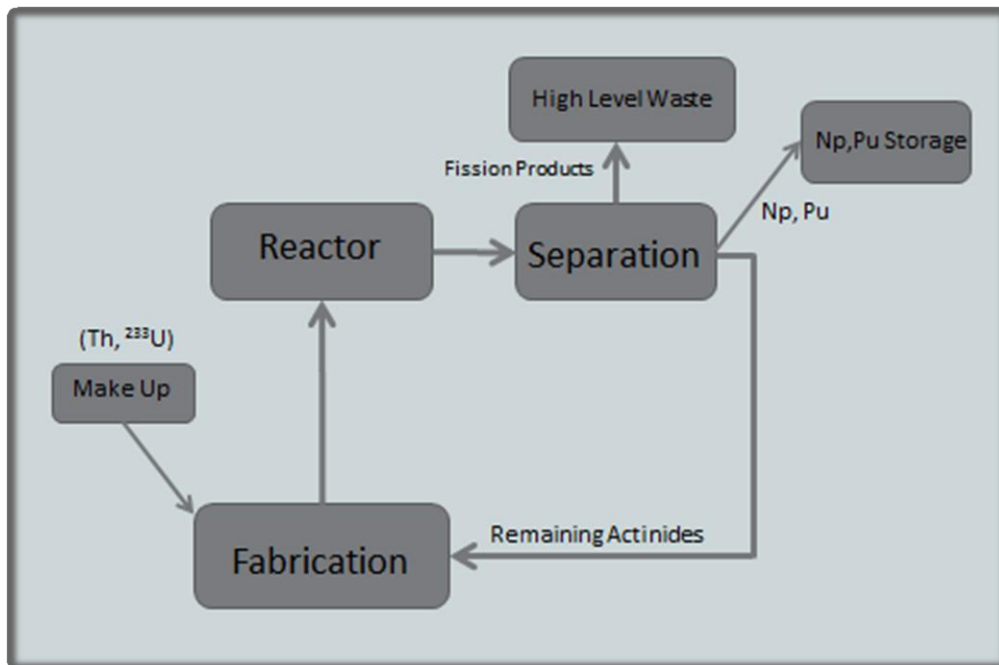 High Level Waste
Np,Pu Storage
Fission Products
Np, Pu
Reactor
Separation
(Th, ²³³U)
Make Up
Remaining Actinides
Fabrication